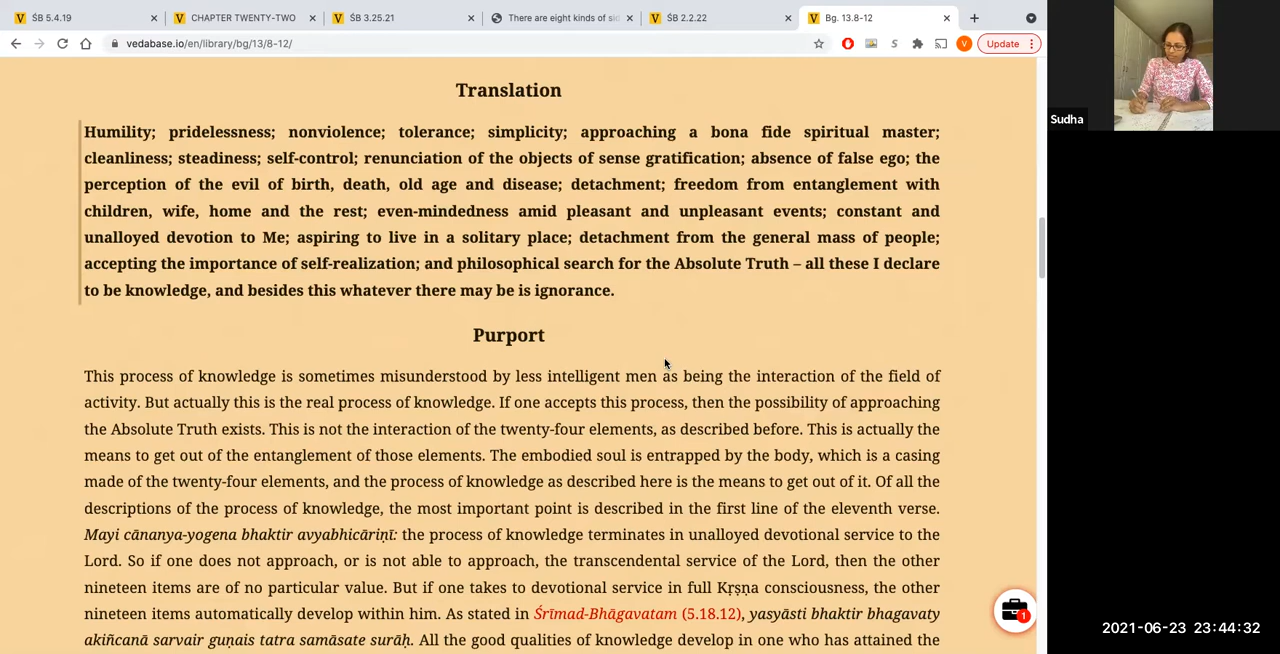 ŚB 5.4.19
CHAPTER TWENTY-TWO
ŚB 3.25.21
There are eight kinds of si
ŚB 2.2.22
Bg. 13.8-12
vedabase.io/en/library/bg/13/8-12/
S
V
Update
Translation
Humility; pridelessness; nonviolence; tolerance; simplicity; approaching a bona fide spiritual master;
cleanliness; steadiness; self-control; renunciation of the objects of sense gratification; absence of false ego; the
perception of the evil of birth, death, old age and disease; detachment; freedom from entanglement with
children, wife, home and the rest; even-mindedness amid pleasant and unpleasant events; constant and
unalloyed devotion to Me; aspiring to live in a solitary place; detachment from the general mass of people;
accepting the importance of self-realization; and philosophical search for the Absolute Truth – all these I declare
to be knowledge, and besides this whatever there may be is ignorance.
Purport
This process of knowledge is sometimes misunderstood by less intelligent men as being the interaction of the field of
activity. But actually this is the real process of knowledge. If one accepts this process, then the possibility of approaching
the Absolute Truth exists. This is not the interaction of the twenty-four elements, as described before. This is actually the
means to get out of the entanglement of those elements. The embodied soul is entrapped by the body, which is a casing
made of the twenty-four elements, and the process of knowledge as described here is the means to get out of it. Of all the
descriptions of the process of knowledge, the most important point is described in the first line of the eleventh verse.
Mayi cānanya-yogena bhaktir avyabhicāriṇī: the process of knowledge terminates in unalloyed devotional service to the
Lord. So if one does not approach, or is not able to approach, the transcendental service of the Lord, then the other
nineteen items are of no particular value. But if one takes to devotional service in full Kṛṣṇa consciousness, the other
nineteen items automatically develop within him. As stated in Śrīmad-Bhāgavatam (5.18.12), yasyāsti bhaktir bhagavaty
akiñcanā sarvair guṇais tatra samāsate surāḥ. All the good qualities of knowledge develop in one who has attained the
1
Sudha
2021-06-23 23:44:32